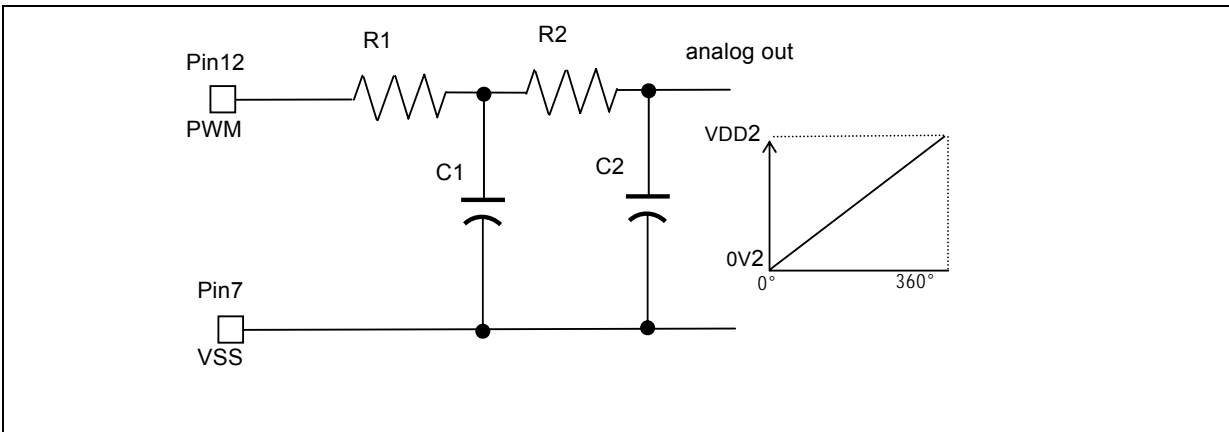 R1
R2
analog out
Pin12
PWM
VDD2
C1
C2
0V2
0°
360°
Pin7
VSS